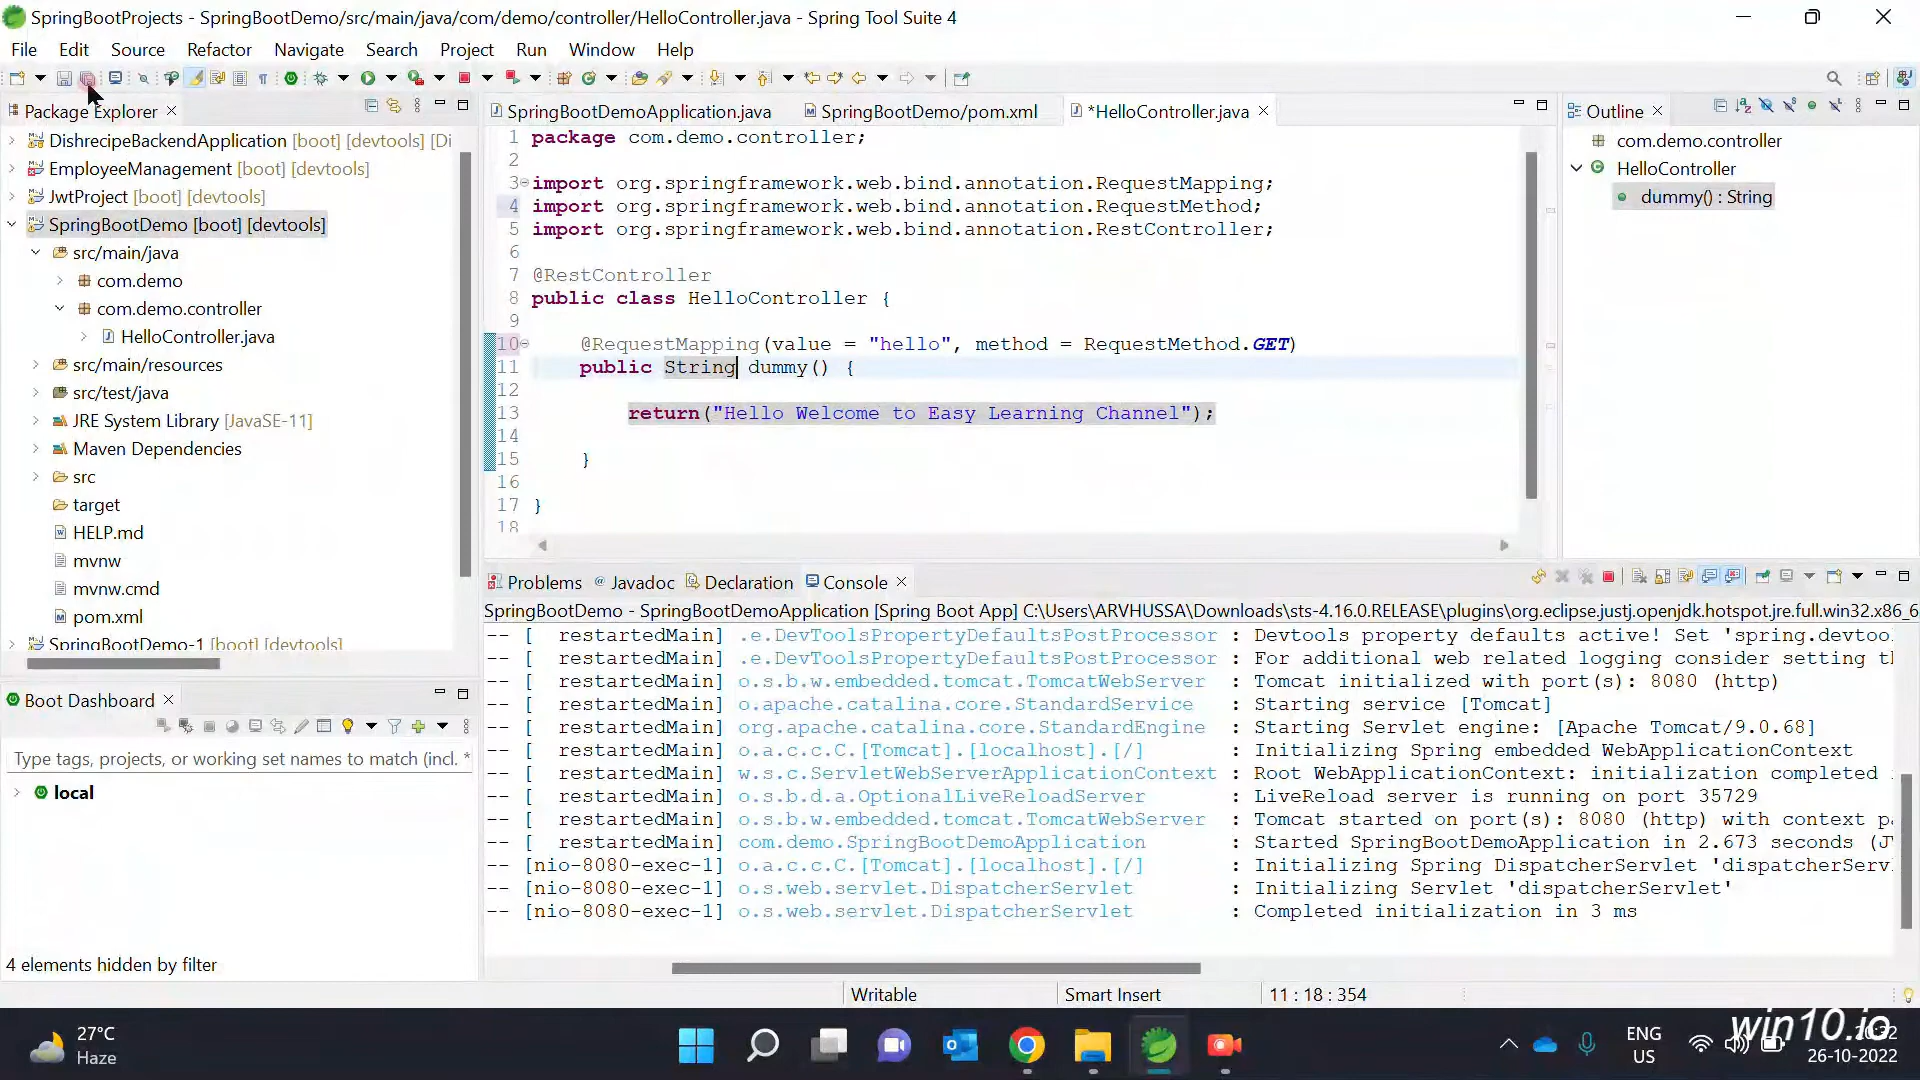 SpringBootProjects - SpringBootDemo/src/main/java/com/demo/controller/HelloController.java - Spring Tool Suite 4
File Edit Source Refactor Navigate Search Project Run Window Help
Package Explorer
DishrecipeBackendApplication [boot] [devtools] [Di
EmployeeManagement [boot] [devtools]
JwtProject [boot] [devtools]
SpringBootDemo [boot] [devtools]
src/main/java
com.demo
com.demo.controller
HelloController.java
src/main/resources
src/test/java
JRE System Library [JavaSE-11]
Maven Dependencies
src
target
HELP.md
mvnw
mvnw.cmd
pom.xml
SpringBootDemo-1 [boot] [devtools]
Boot Dashboard
Type tags, projects, or working set names to match (incl. *
local
4 elements hidden by filter
SpringBootDemoApplication.java SpringBootDemo/pom.xml *HelloController.java
1 package com.demo.controller;
2
3 import org.springframework.web.bind.annotation.RequestMapping;
4 import org.springframework.web.bind.annotation.RequestMethod;
5 import org.springframework.web.bind.annotation.RestController;
6
7 @RestController
8 public class HelloController {
9
10 @RequestMapping(value = "hello", method = RequestMethod.GET)
11 public String dummy() {
12
13 return("Hello Welcome to Easy Learning Channel");
14
15 }
16
17 }
18
Outline
com.demo.controller
HelloController
dummy() : String
Problems @ Javadoc Declaration Console
SpringBootDemo - SpringBootDemoApplication [Spring Boot App] C:\Users\ARVHUSSA\Downloads\sts-4.16.0.RELEASE\plugins\org.eclipse.justj.openjdk.hotspot.jre.full.win32.x86_6
-- [ restartedMain] .e.DevToolsPropertyDefaultsPostProcessor : Devtools property defaults active! Set 'spring.devtool
-- [ restartedMain] .e.DevToolsPropertyDefaultsPostProcessor : For additional web related logging consider setting th
-- [ restartedMain] o.s.b.w.embedded.tomcat.TomcatWebServer : Tomcat initialized with port(s): 8080 (http)
-- [ restartedMain] o.apache.catalina.core.StandardService : Starting service [Tomcat]
-- [ restartedMain] org.apache.catalina.core.StandardEngine : Starting Servlet engine: [Apache Tomcat/9.0.68]
-- [ restartedMain] o.a.c.c.C.[Tomcat].[localhost].[/] : Initializing Spring embedded WebApplicationContext
-- [ restartedMain] w.s.c.ServletWebServerApplicationContext : Root WebApplicationContext: initialization completed
-- [ restartedMain] o.s.b.d.a.OptionalLiveReloadServer : LiveReload server is running on port 35729
-- [ restartedMain] o.s.b.w.embedded.tomcat.TomcatWebServer : Tomcat started on port(s): 8080 (http) with context pa
-- [ restartedMain] com.demo.SpringBootDemoApplication : Started SpringBootDemoApplication in 2.673 seconds (JV
-- [nio-8080-exec-1] o.a.c.c.C.[Tomcat].[localhost].[/] : Initializing Spring DispatcherServlet 'dispatcherServl
-- [nio-8080-exec-1] o.s.web.servlet.DispatcherServlet : Initializing Servlet 'dispatcherServlet'
-- [nio-8080-exec-1] o.s.web.servlet.DispatcherServlet : Completed initialization in 3 ms
Writable Smart Insert 11 : 18 : 354
27°C
Haze
ENG
US
win10.io
26-10-2022